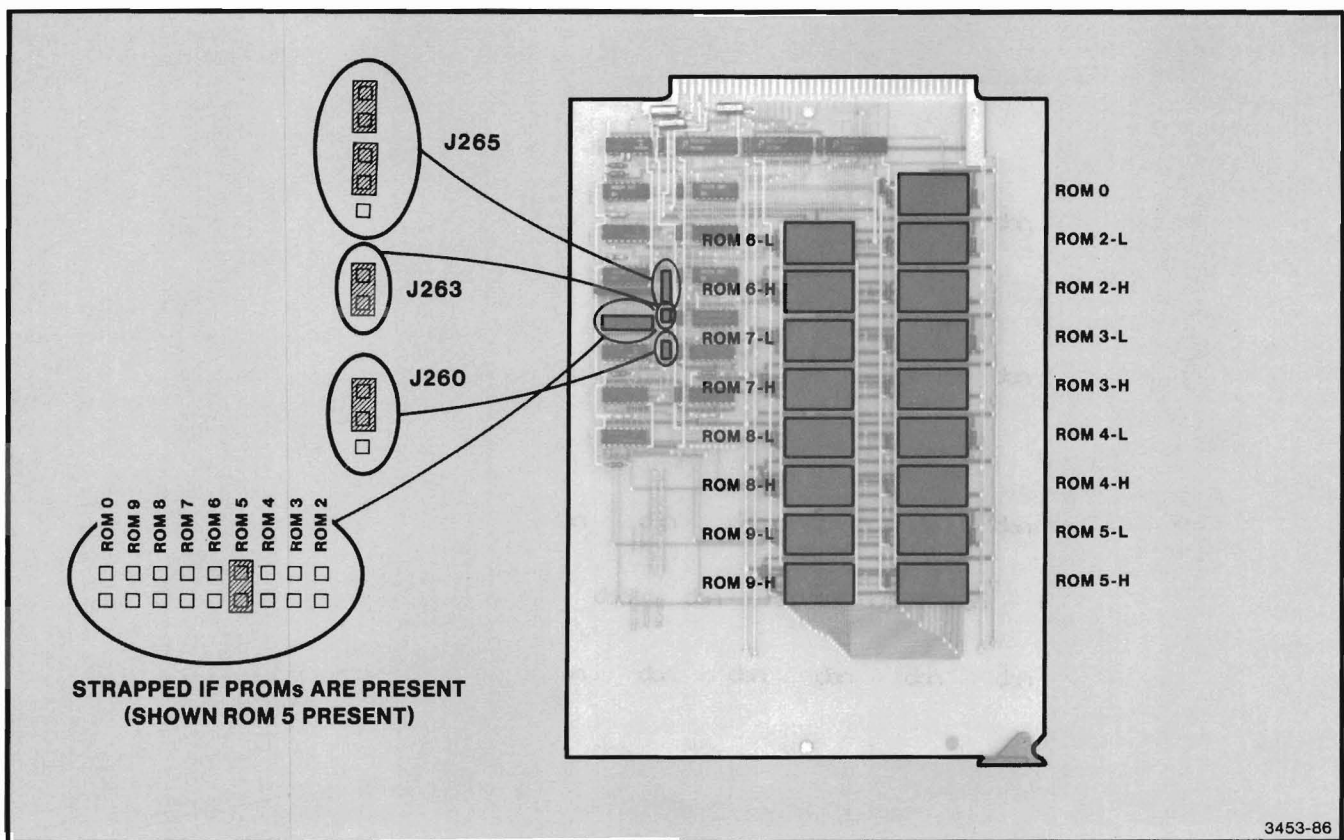 J265
J263
J260
ROM 0
ROM 9
ROM 8
ROM 7
ROM 6
ROM 5
ROM 4
ROM 3
ROM 2
STRAPPED IF PROMs ARE PRESENT
(SHOWN ROM 5 PRESENT)
ROM 6-L
ROM 6-H
ROM 7-L
ROM 7-H
ROM 8-L
ROM 8-H
ROM 9-L
ROM 9-H
ROM 0
ROM 2-L
ROM 2-H
ROM 3-L
ROM 3-H
ROM 4-L
ROM 4-H
ROM 5-L
ROM 5-H
3453-86